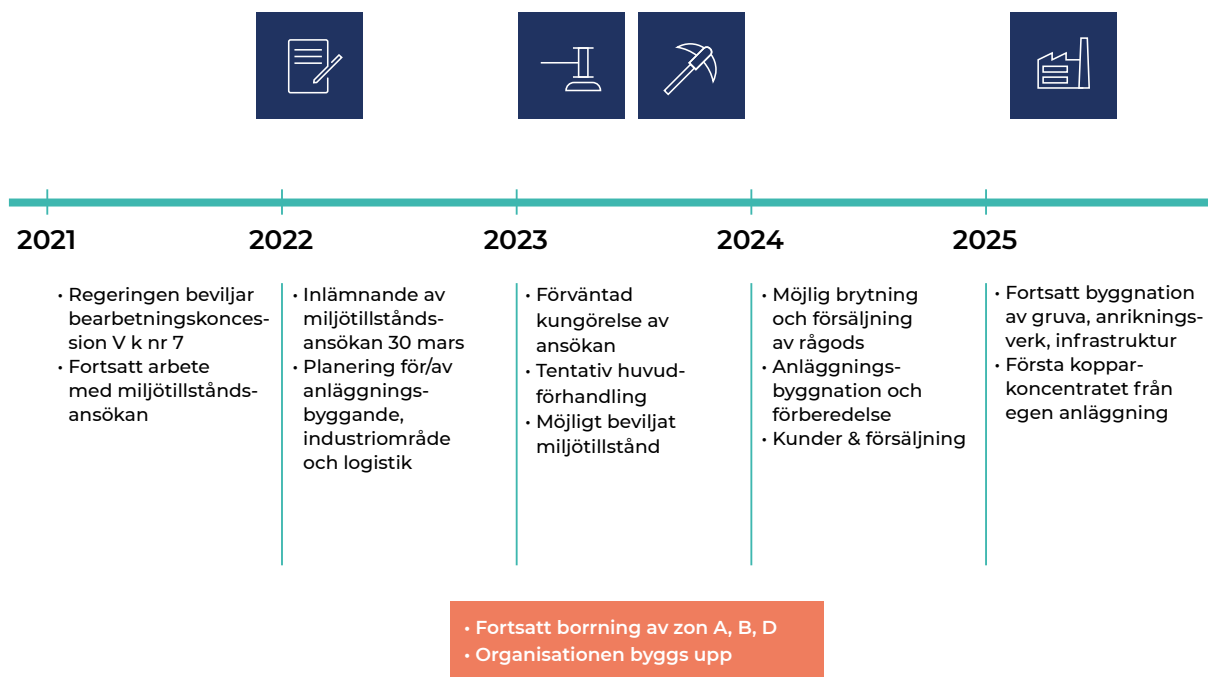 2021
2022
2023
2024
2025
· Regeringen beviljar
bearbetningskonces-
sion V k nr 7
· Fortsatt arbete
med miljötillstånds-
ansökan
· Inlämnande av
miljötillstånds-
ansökan 30 mars
· Planering för/av
anläggnings-
byggande,
industriområde
och logistik
· Förväntad
kungörelse av
ansökan
· Tentativ huvud-
förhandling
· Möjligt beviljat
miljötillstånd
· Möjlig brytning
och försäljning
av rågods
· Anläggnings-
byggnation och
förberedelse
· Kunder & försäljning
· Fortsatt byggnation
av gruva, anriknings-
verk, infrastruktur
· Första koppar-
koncentratet från
egen anläggning
· Fortsatt borrning av zon A, B, D
· Organisationen byggs upp